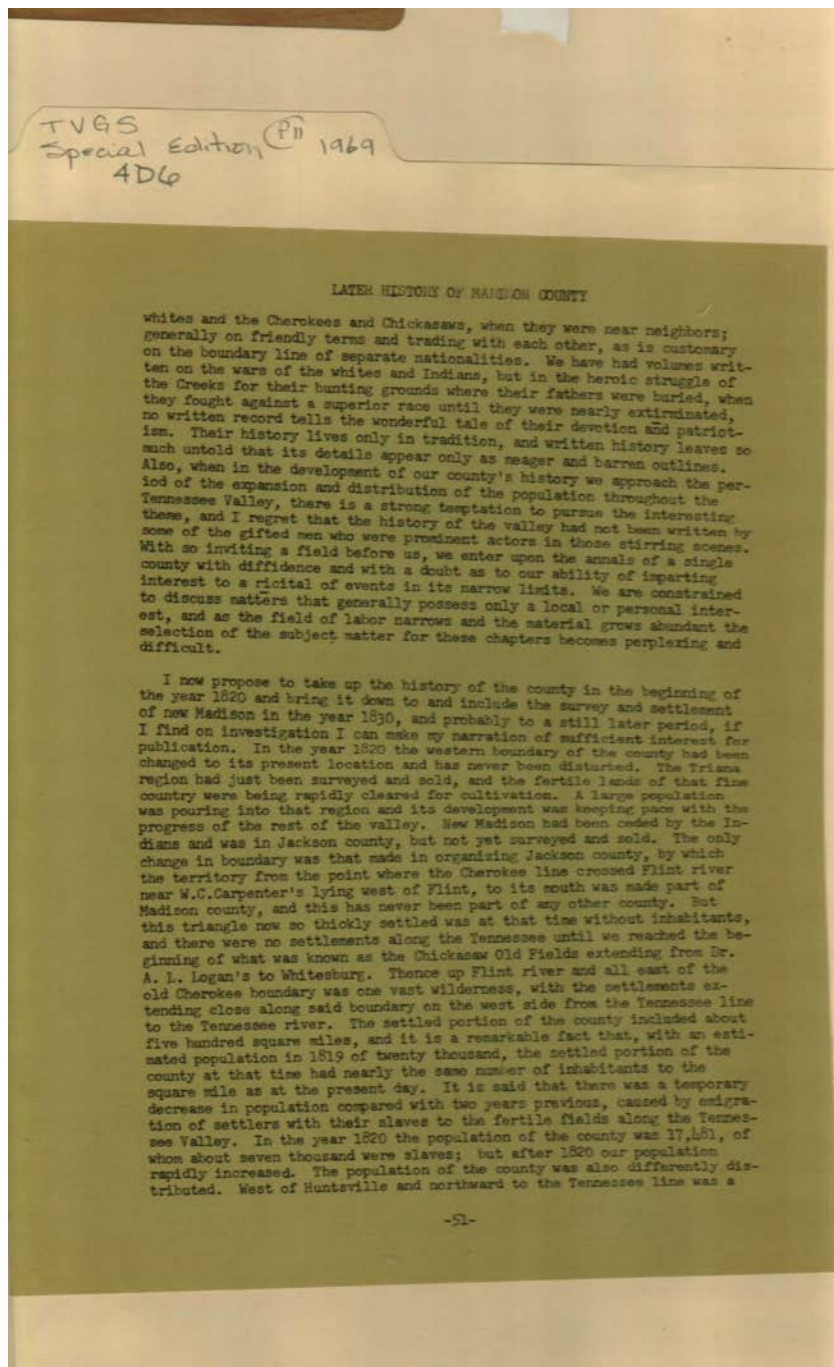 TVGS
Special Edition P11 1969
4D6
LATER HISTORY OF MADISON COUNTY
whites and the Cherokees and Chickasaws, when they were near neighbors;
generally on friendly terms and trading with each other, as is customary
on the boundary line of separate nationalities. We have had volumes writ-
ten on the wars of the whites and Indians, but in the heroic struggle of
the Creeks for their hunting grounds where their fathers were buried, when
they fought against a superior race until they were nearly extirminated,
no written record tells the wonderful tale of their devotion and patriot-
ism. Their history lives only in tradition, and written history leaves so
much untold that its details appear only as meager and barren outlines.
Also, when in the development of our county's history we approach the per-
iod of the expansion and distribution of the population throughout the
Tennessee Valley, there is a strong temptation to pursue the interesting
theme, and I regret that the history of the valley had not been written by
some of the gifted men who were prominent actors in those stirring scenes.
With so inviting a field before us, we enter upon the annals of a single
county with diffidence and with a doubt as to our ability of imparting
interest to a ricital of events in its narrow limits. We are constrained
to discuss matters that generally possess only a local or personal inter-
est, and as the field of labor narrows and the material grows abundant the
selection of the subject matter for these chapters becomes perplexing and
difficult.
I now propose to take up the history of the county in the beginning of
the year 1820 and bring it down to and include the survey and settlement
of new Madison in the year 1830, and probably to a still later period, if
I find on investigation I can make my narration of sufficient interest for
publication. In the year 1820 the western boundary of the county had been
changed to its present location and has never been disturbed. The Triana
region had just been surveyed and sold, and the fertile lands of that fine
country were being rapidly cleared for cultivation. A large population
was pouring into that region and its development was keeping pace with the
progress of the rest of the valley. New Madison had been ceded by the In-
dians and was in Jackson county, but not yet surveyed and sold. The only
change in boundary was that made in organizing Jackson county, by which
the territory from the point where the Cherokee line crossed Flint river
near W.C.Carpenter's lying west of Flint, to its mouth was made part of
Madison county, and this has never been part of any other county. But
this triangle now so thickly settled was at that time without inhabitants,
and there were no settlements along the Tennessee until we reached the be-
ginning of what was known as the Chickasaw Old Fields extending from Dr.
A. L. Logan's to Whitesburg. Thence up Flint river and all east of the
old Cherokee boundary was one vast wilderness, with the settlements ex-
tending close along said boundary on the west side from the Tennessee line
to the Tennessee river. The settled portion of the county included about
five hundred square miles, and it is a remarkable fact that, with an esti-
mated population in 1819 of twenty thousand, the settled portion of the
county at that time had nearly the same number of inhabitants to the
square mile as at the present day. It is said that there was a temporary
decrease in population compared with two years previous, caused by emigra-
tion of settlers with their slaves to the fertile fields along the Tennes-
see Valley. In the year 1820 the population of the county was 17,481, of
whom about seven thousand were slaves; but after 1820 our population
rapidly increased. The population of the county was also differently dis-
tributed. West of Huntsville and northward to the Tennessee line was a
-51-